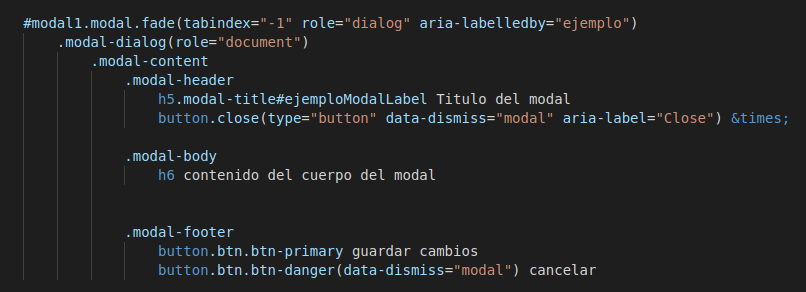 #modal1.modal.fade(tabindex="-1" role="dialog" aria-labelledby="ejemplo")
.modal-dialog(role="document")
.modal-content
.modal-header
h5.modal-title#ejemploModalLabel Titulo del modal
button.close(type="button" data-dismiss="modal" aria-label="Close") &times;
.modal-body
h6 contenido del cuerpo del modal
.modal-footer
button.btn.btn-primary guardar cambios
button.btn.btn-danger(data-dismiss="modal") cancelar